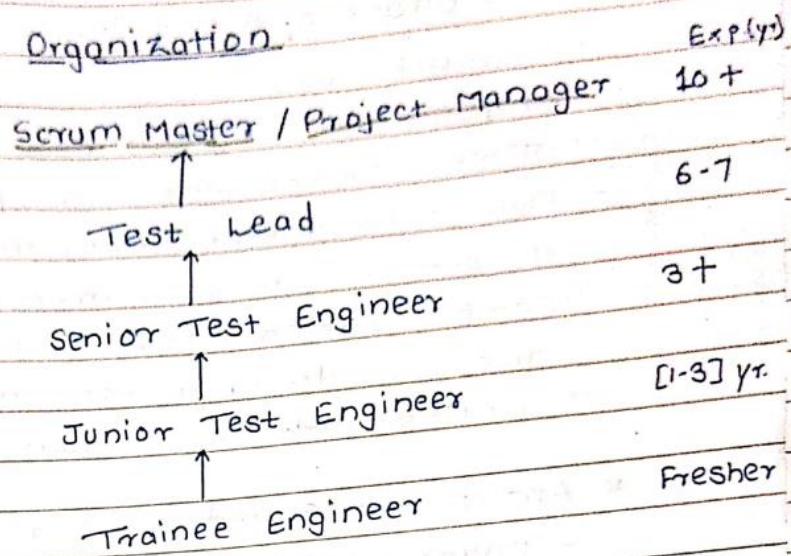 Organization Exp(yr)
Scrum Master / Project Manager 10+
↑
Test Lead 6-7
↑
Senior Test Engineer 3+
↑
Junior Test Engineer [1-3] yr.
↑
Trainee Engineer Fresher